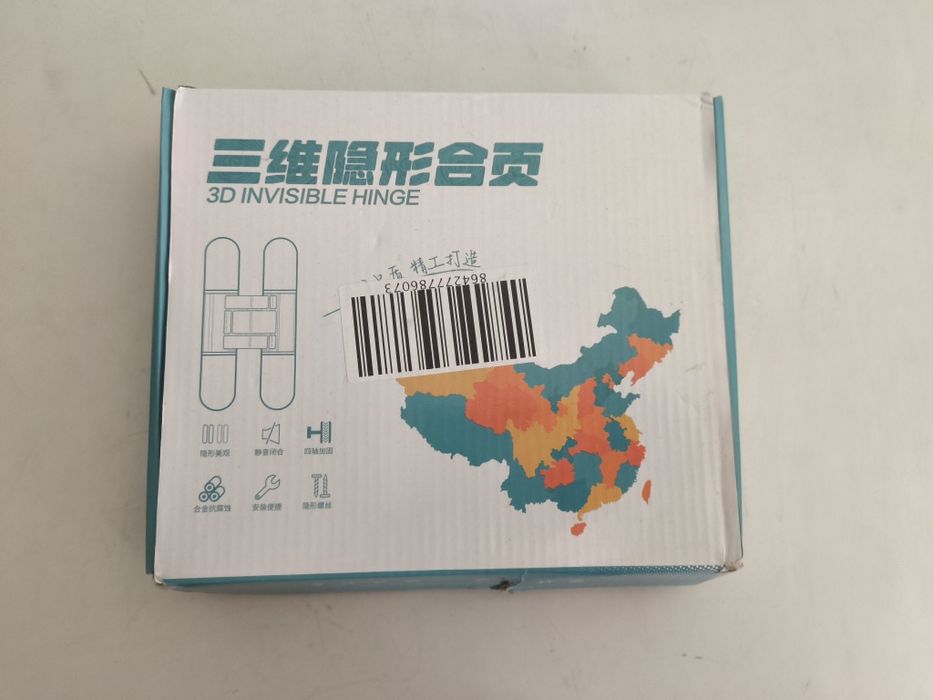 三维隐形合页
3D INVISIBLE HINGE
精工打造
864277786073
隐形美观
静音闭合
四轴加固
合金抗腐蚀
安装便捷
隐形螺丝